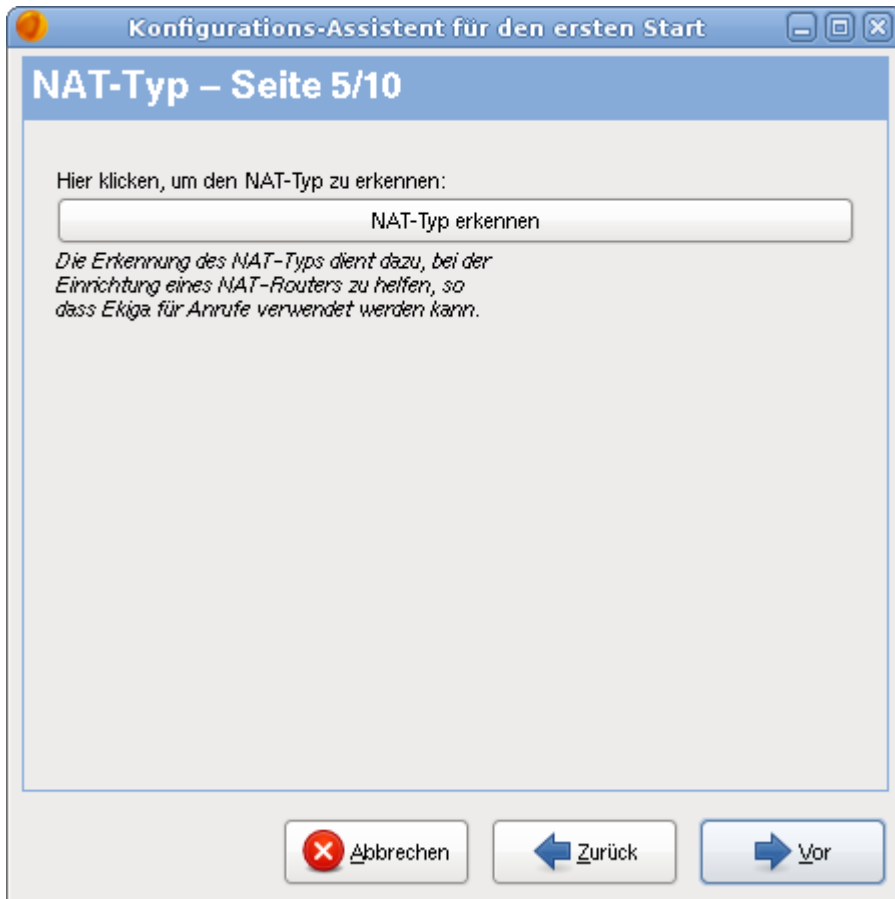 Konfigurations-Assistent für den ersten Start
NAT-Typ – Seite 5/10
Hier klicken, um den NAT-Typ zu erkennen:
NAT-Typ erkennen
Die Erkennung des NAT-Typs dient dazu, bei der
Einrichtung eines NAT-Routers zu helfen, so
dass Ekiga für Anrufe verwendet werden kann.
Abbrechen
Zurück
Vor